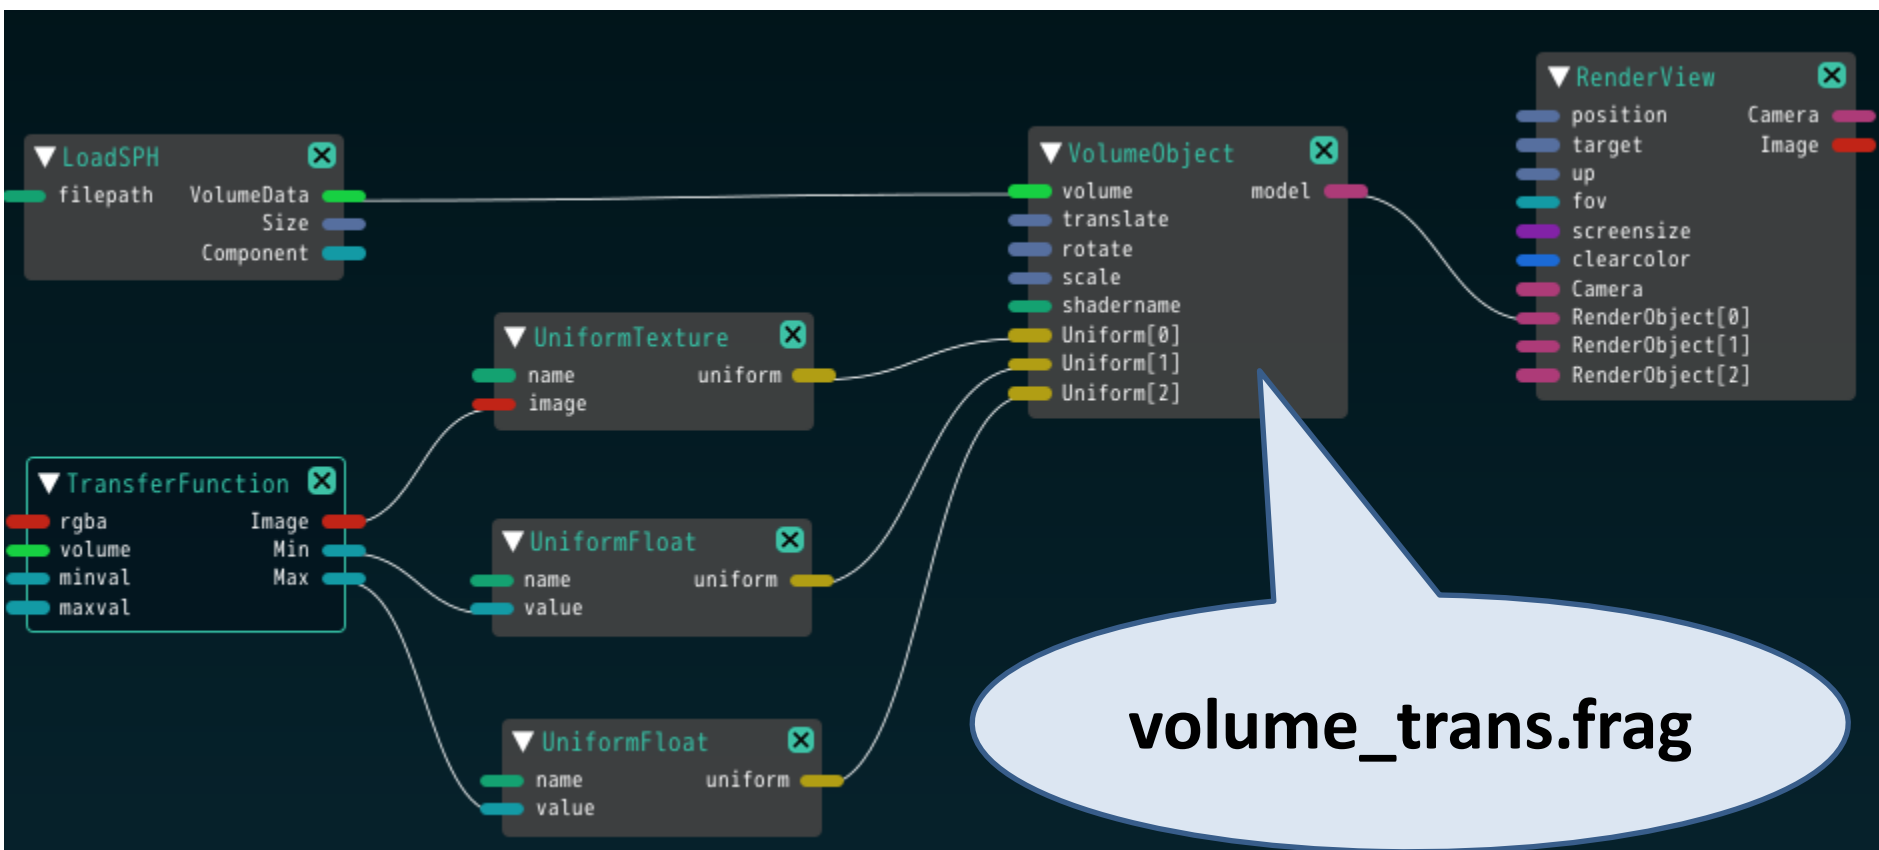 LoadSPH
filepath VolumeData
Size
Component
UniformTexture
name uniform
image
TransferFunction
rgba Image
volume Min
minval Max
maxval
UniformFloat
name uniform
value
UniformFloat
name uniform
value
VolumeObject
volume model
translate
rotate
scale
shadername
Uniform[0]
Uniform[1]
Uniform[2]
RenderView
position Camera
target Image
up
fov
screensize
clearcolor
Camera
RenderObject[0]
RenderObject[1]
RenderObject[2]
volume_trans.frag